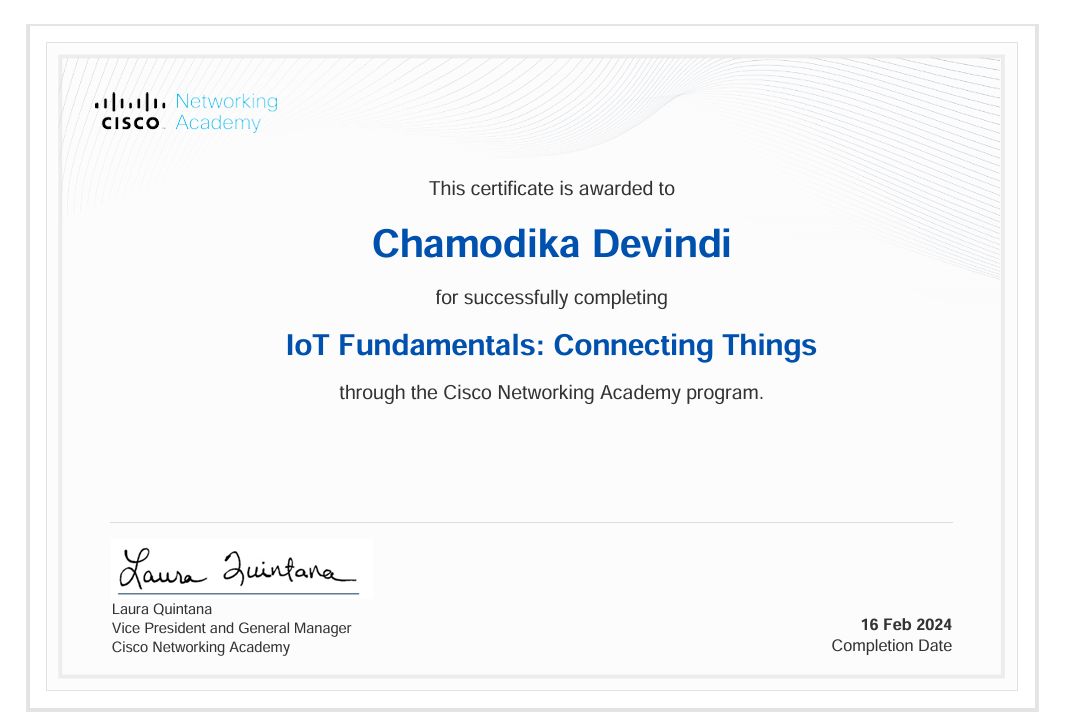 Networking
CISCO Academy
This certificate is awarded to
Chamodika Devindi
for successfully completing
IoT Fundamentals: Connecting Things
through the Cisco Networking Academy program.
Laura Quintana
Laura Quintana
Vice President and General Manager
Cisco Networking Academy
16 Feb 2024
Completion Date